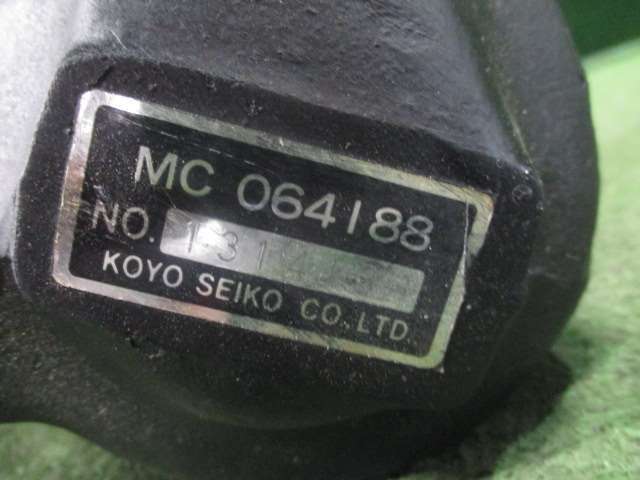 MC 064188
NO.
KOYO SEIKO CO., LTD.